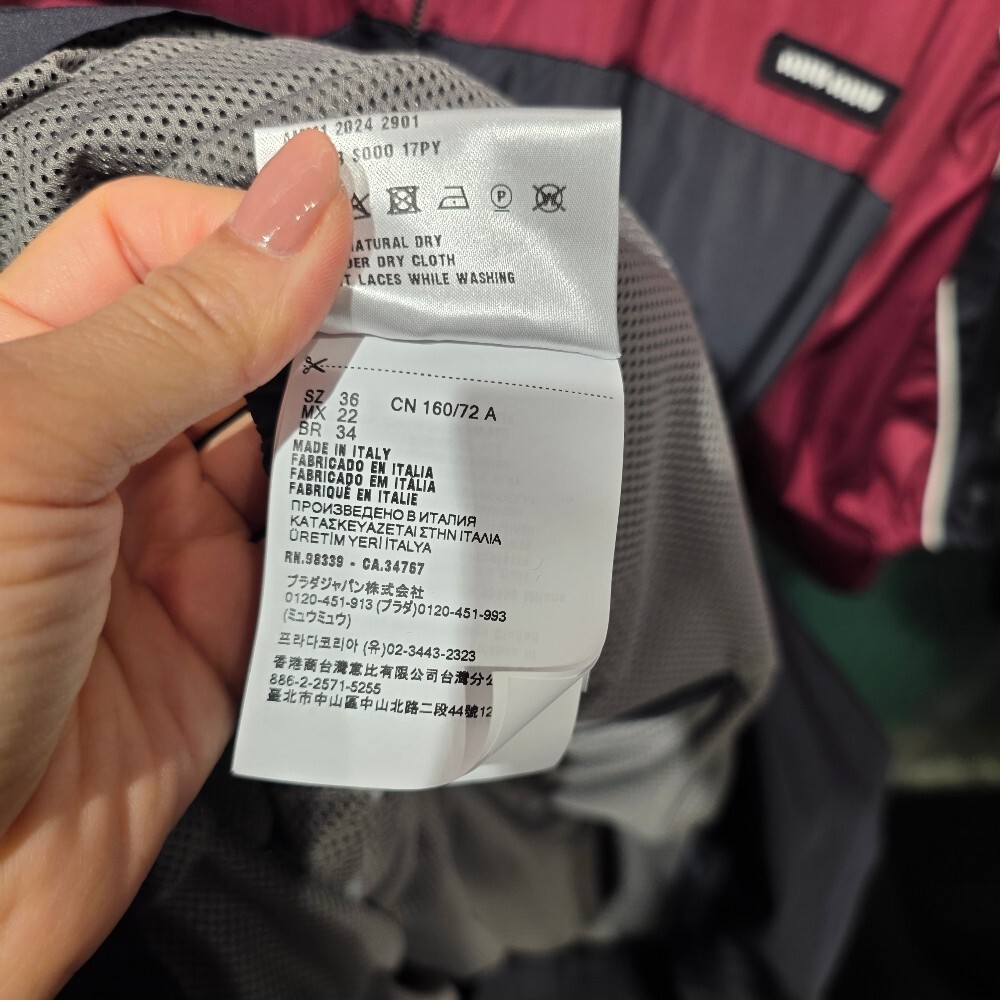 2024 2901
S000 17PY
P
W
NATURAL DRY
DRY CLOTH
LACES WHILE WASHING
SZ 36 CN 160/72 A
MX 22
BR 34
MADE IN ITALY
FABRICADO EN ITALIA
FABRICADO EM ITÁLIA
FABRIQUÉ EN ITALIE
ПРОИЗВЕДЕНО В ИТАЛИЯ
ΚΑΤΑΣΚΕΥΑΖΕΤΑΙ ΣΤΗΝ ΙΤΑΛΙΑ
ÜRETİM YERİ İTALYA
RN.98339 - CA.34767
プラダジャパン株式会社
0120-451-913 (プラダ)0120-451-993
(ミュウミュウ)
프라다코리아 (유)02-3443-2323
香港商台灣意比有限公司台灣分
886-2-2571-5255
臺北市中山區中山北路二段44號12